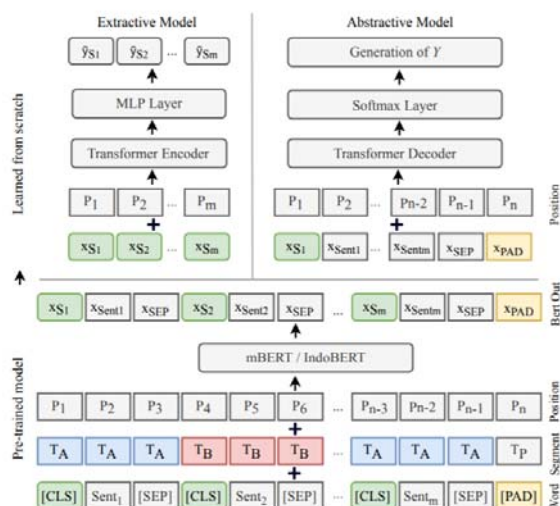 Extractive Model
Abstractive Model
ŷS1 ŷS2 ... ŷSm
Generation of Y
MLP Layer
Softmax Layer
Transformer Encoder
Transformer Decoder
P1 P2 ... Pm
P1 P2 ... Pn-2 Pn-1 Pn
+
+
xS1 xS2 ... xSm
xS1 xSent1 ... xSentm xSEP xPAD
Learned from scratch
Position
xS1 xSent1 xSEP xS2 xSent2 xSEP ... xSm xSentm xSEP xPAD
Bert Out
mBERT / IndoBERT
P1 P2 P3 P4 P5 P6 ... Pn-3 Pn-2 Pn-1 Pn
Position
+
TA TA TA TB TB TB ... TA TA TA TP
Segment
+
[CLS] Sent1 [SEP] [CLS] Sent2 [SEP] ... [CLS] Sentm [SEP] [PAD]
Word
Pre-trained model